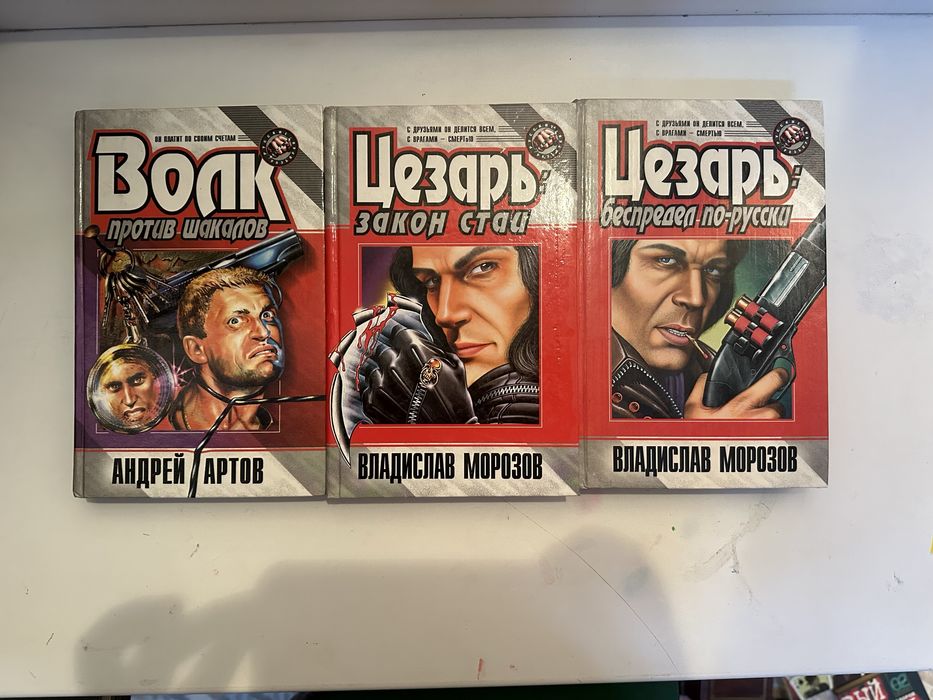 ОН ПЛАТИТ ПО СВОИМ СЧЕТАМ
ВОЛК
против шакалов
АНДРЕЙ АРТОВ
С ДРУЗЬЯМИ ОН ДЕЛИТСЯ ВСЕМ,
С ВРАГАМИ – СМЕРТЬЮ
Цезарь:
закон стаи
ВЛАДИСЛАВ МОРОЗОВ
С ДРУЗЬЯМИ ОН ДЕЛИТСЯ ВСЕМ,
С ВРАГАМИ – СМЕРТЬЮ
Цезарь:
беспредел по-русски
ВЛАДИСЛАВ МОРОЗОВ